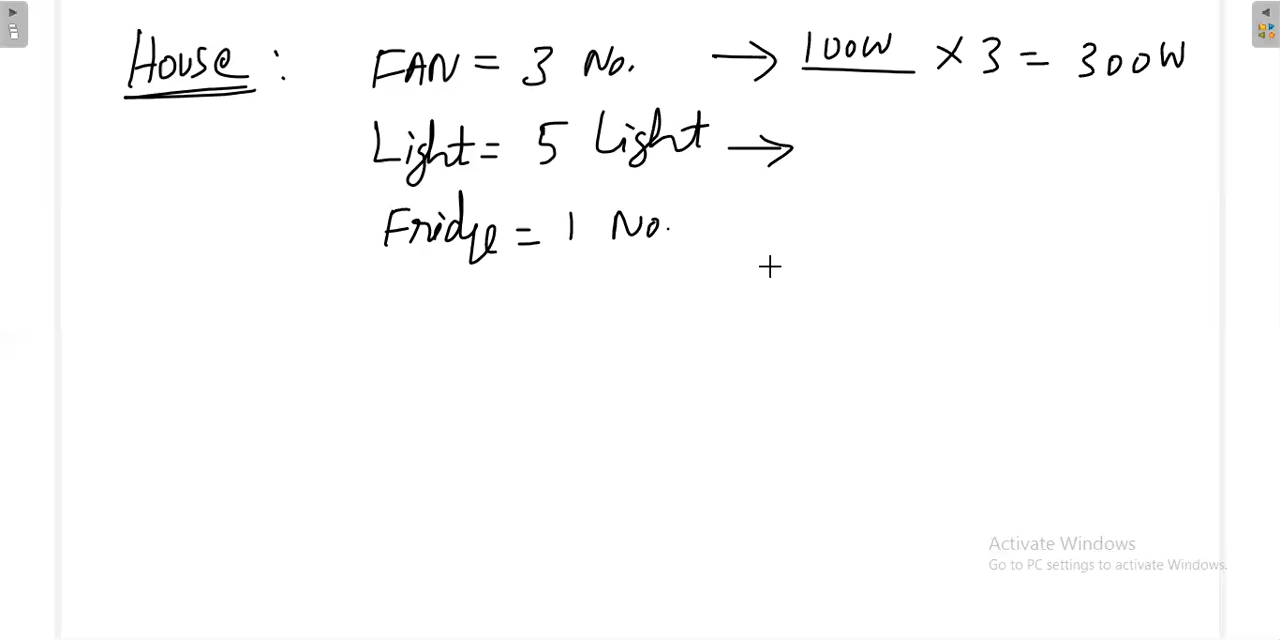 House : FAN = 3 No. → 100W × 3 = 300W
Light = 5 Light →
Fridge = 1 No.
Activate Windows
Go to PC settings to activate Windows.